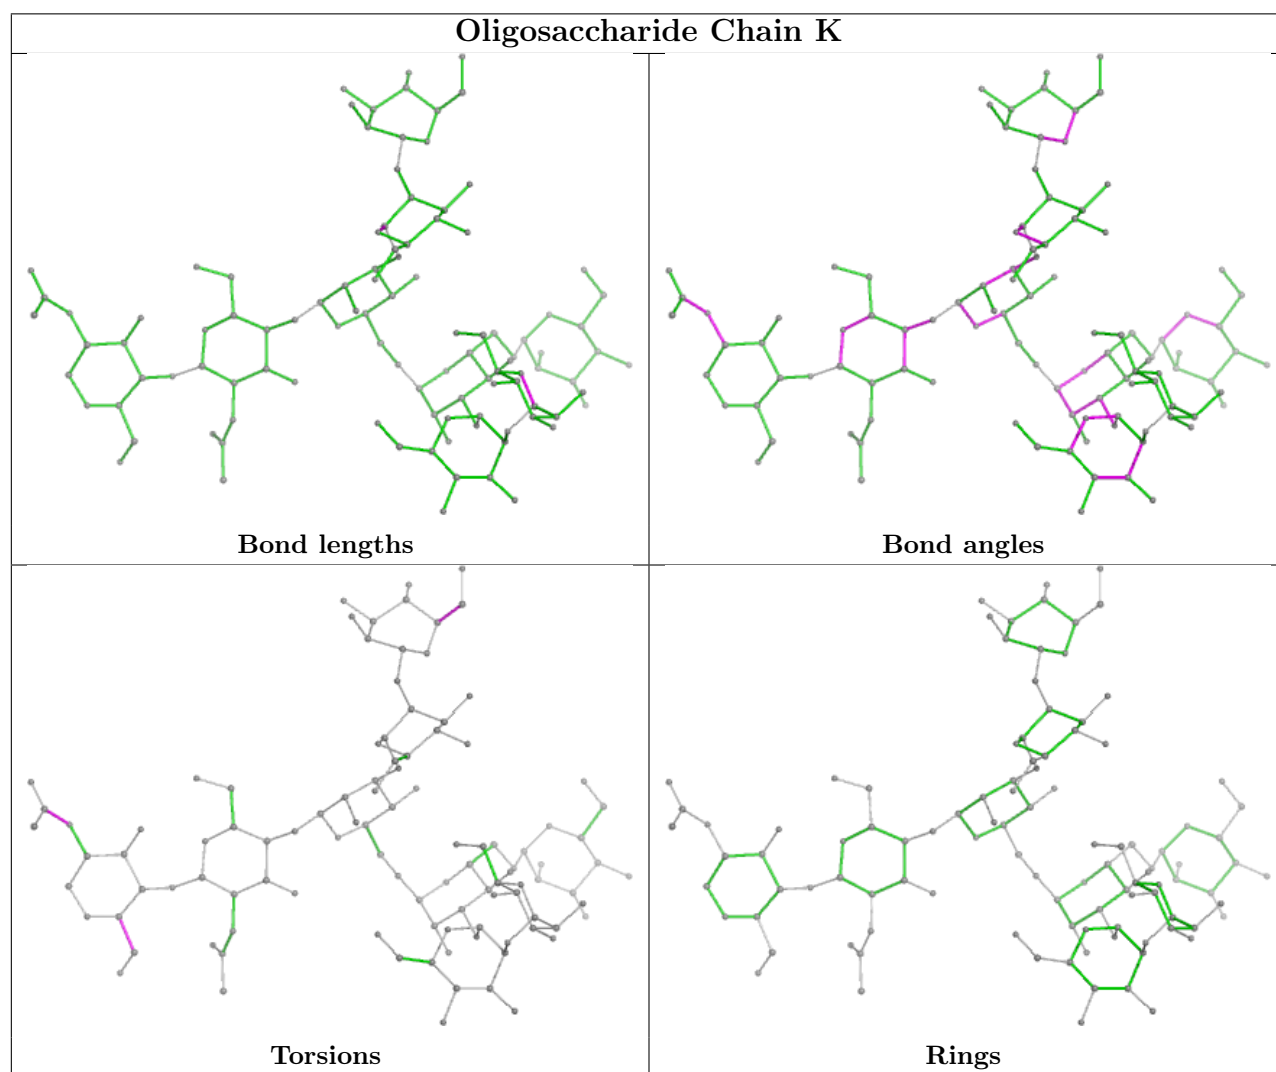 Oligosaccharide Chain K
Bond lengths
Bond angles
Torsions
Rings